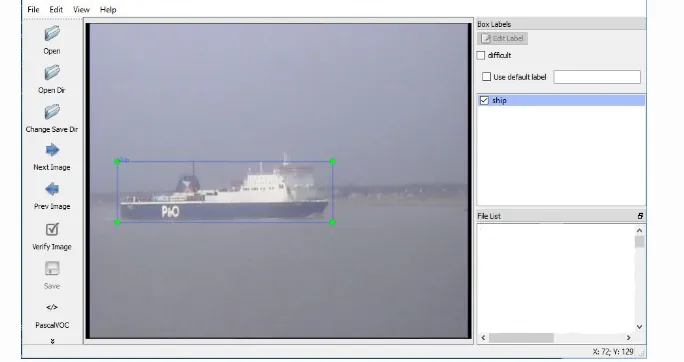 File Edit View Help
Open
Open Dir
Change Save Dir
Next Image
Prev Image
Verify Image
Save
</>
PascalVOC
ship
P&O
Box Labels
Edit Label
difficult
Use default label
ship
File List
X: 72; Y: 129